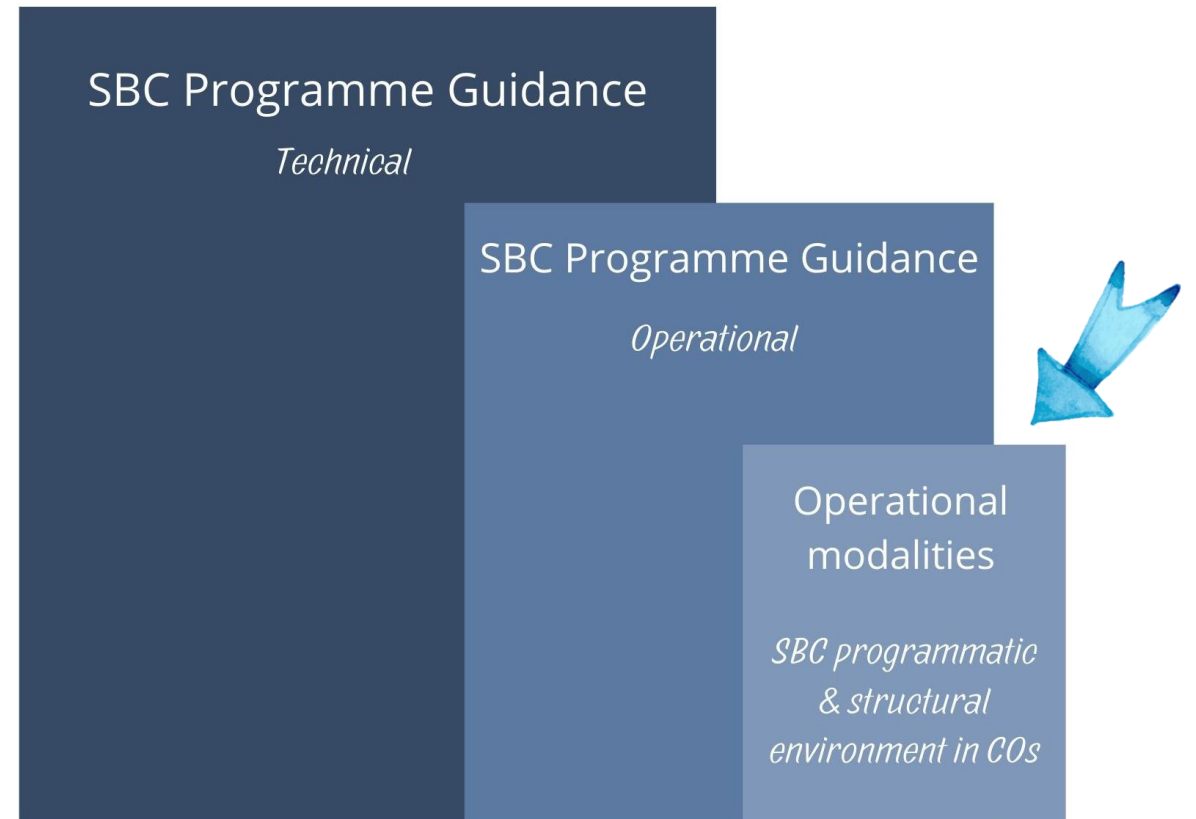 SBC Programme Guidance
Technical
SBC Programme Guidance
Operational
Operational
modalities
SBC programmatic
& structural
environment in COs